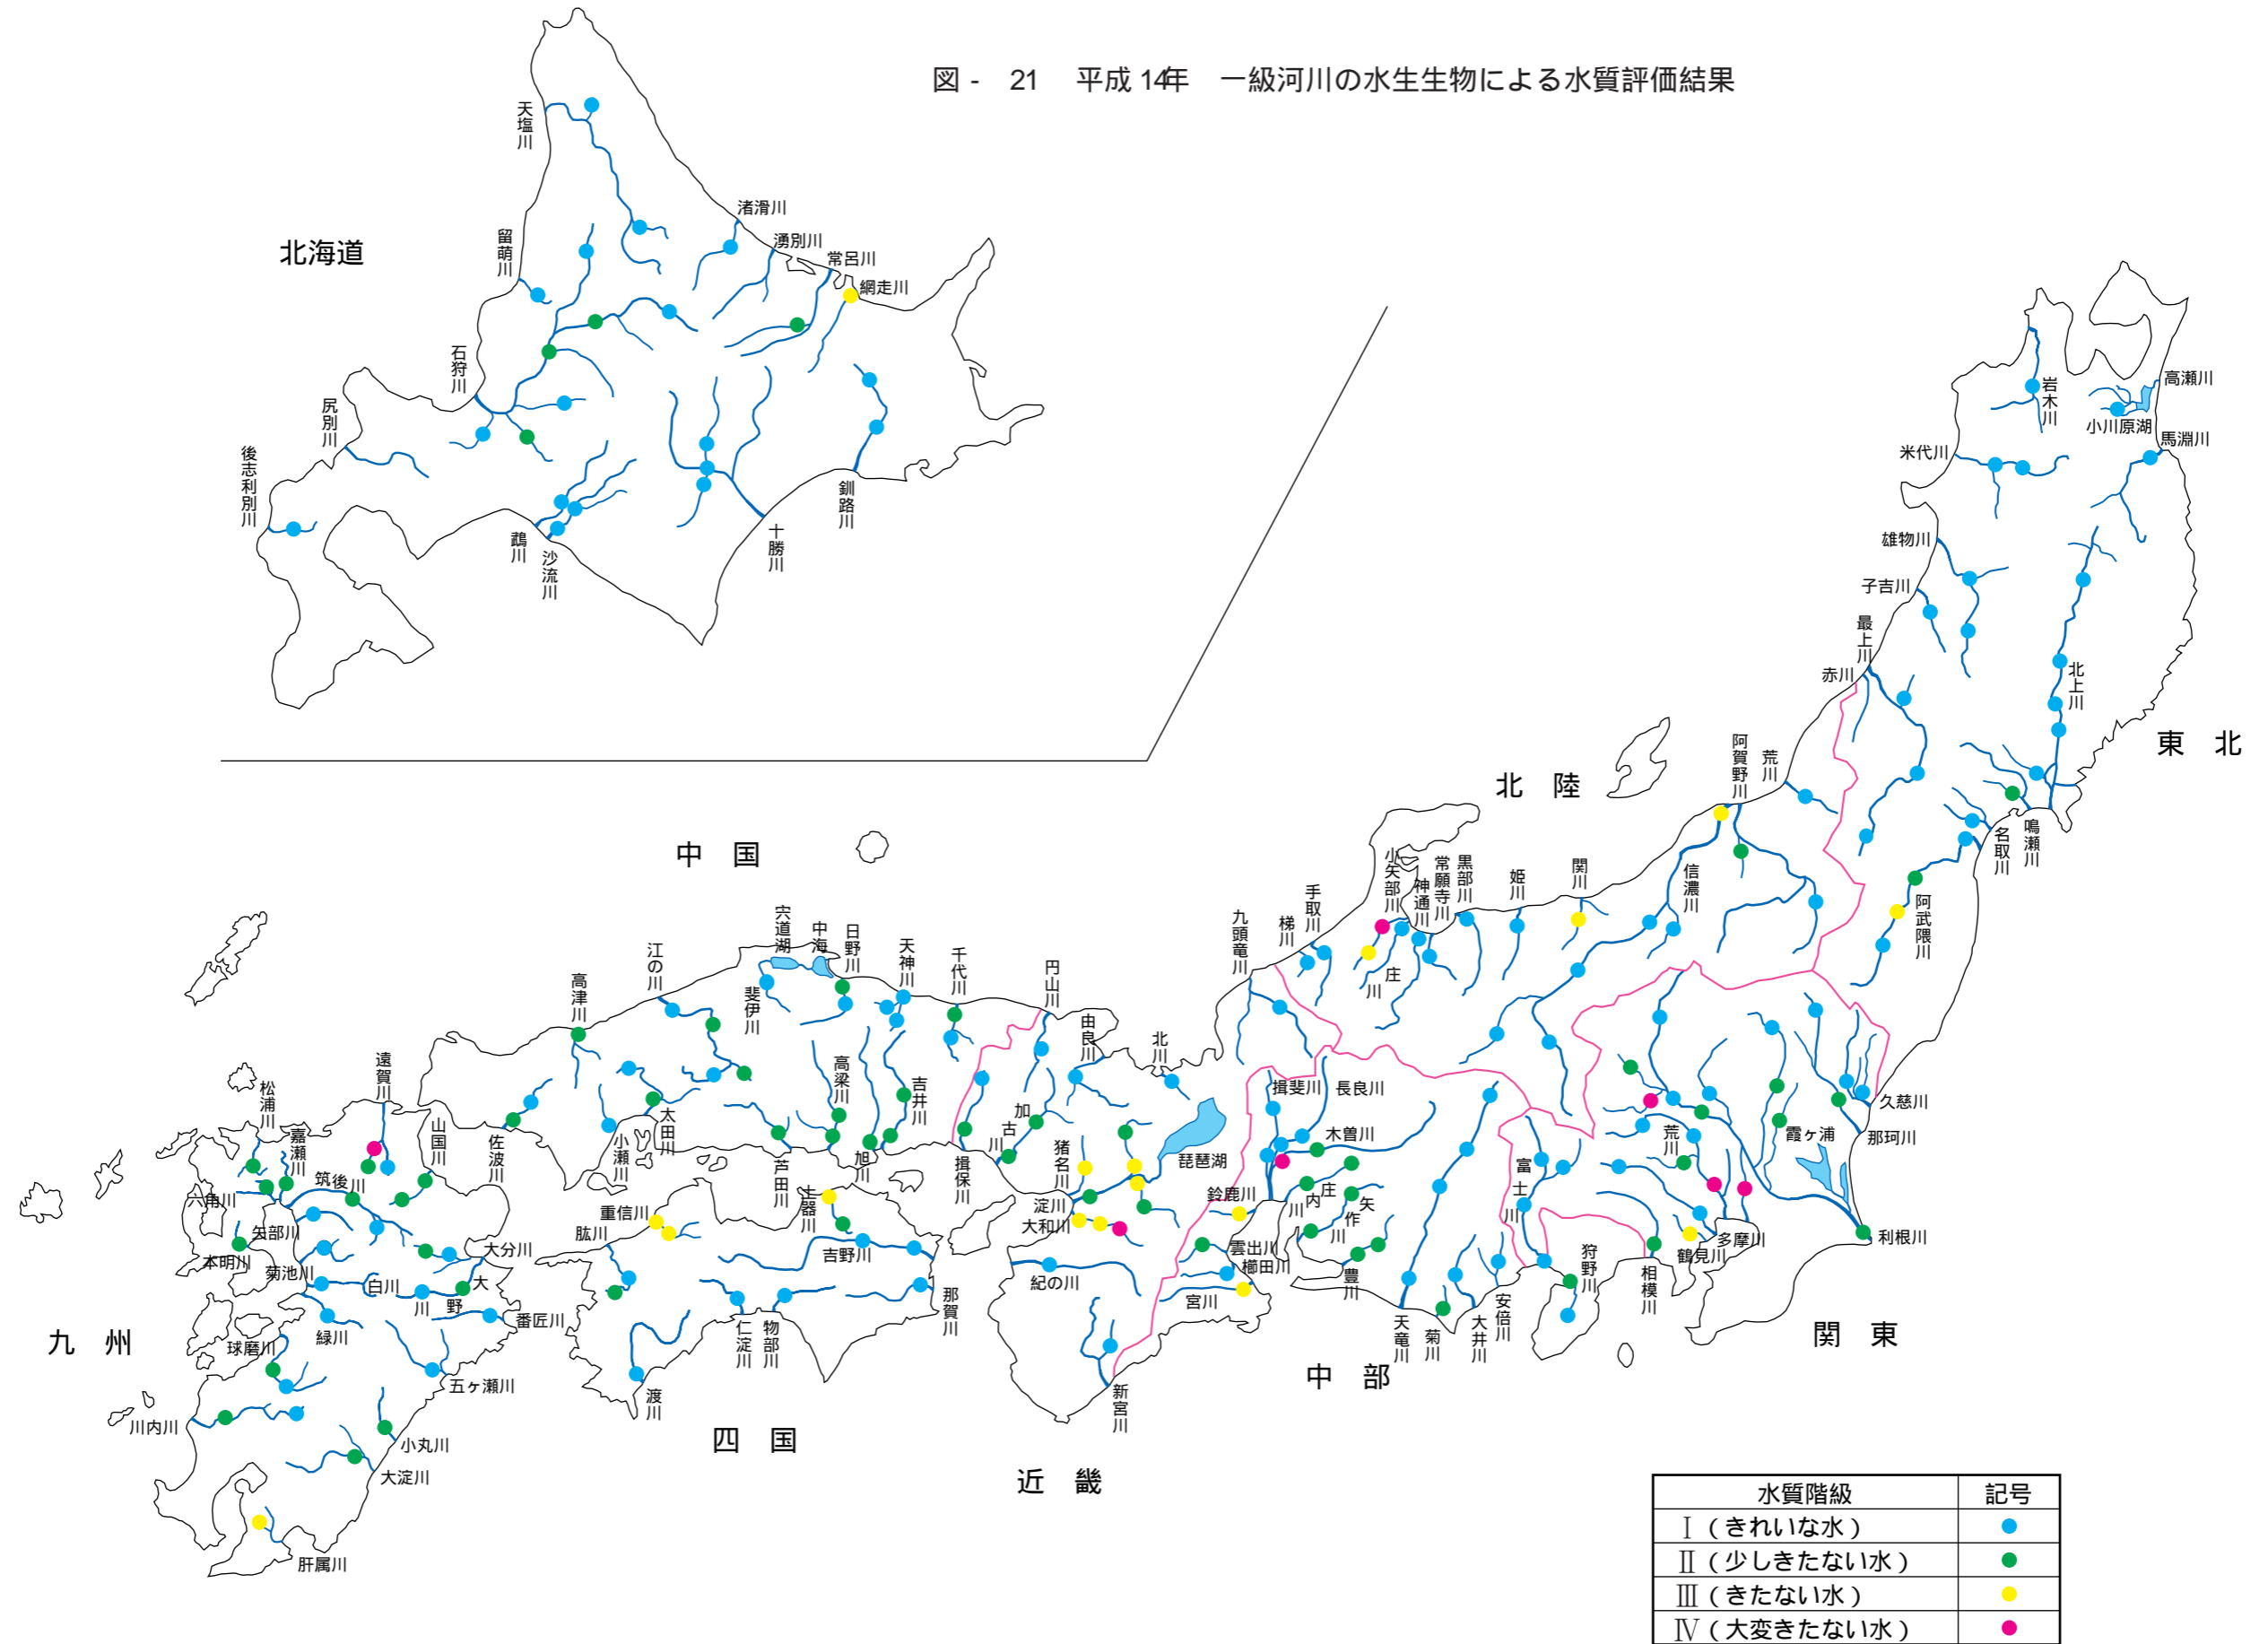 図 - 21 平成 14年 一級河川の水生生物による水質評価結果
北海道
天塩川
渚滑川
湧別川
常呂川
網走川
留萌川
石狩川
尻別川
後志利別川
鵡川
沙流川
十勝川
釧路川
東 北
岩木川
高瀬川
小川原湖
馬淵川
米代川
雄物川
子吉川
最上川
赤川
北上川
鳴瀬川
名取川
阿武隈川
北 陸
荒川
阿賀野川
信濃川
関川
姫川
黒部川
常願寺川
神通川
小矢部川
庄川
手取川
梯川
九頭竜川
中 国
宍道湖
中海
日野川
天神川
千代川
円山川
由良川
北川
江の川
斐伊川
高津川
高梁川
吉井川
旭川
芦田川
太田川
小瀬川
佐波川
加古川
揖保川
猪名川
淀川
大和川
琵琶湖
紀の川
新宮川
近 畿
揖斐川
長良川
木曽川
鈴鹿川
雲出川
櫛田川
宮川
庄内川
矢作川
豊川
天竜川
菊川
大井川
安倍川
富士川
狩野川
中 部
久慈川
那珂川
霞ヶ浦
利根川
荒川
多摩川
鶴見川
相模川
関 東
土器川
重信川
肱川
吉野川
那賀川
物部川
仁淀川
渡川
四 国
遠賀川
松浦川
嘉瀬川
山国川
筑後川
六角川
矢部川
本明川
菊池川
白川
大分川
大野川
番匠川
緑川
球磨川
五ヶ瀬川
川内川
小丸川
大淀川
肝属川
九 州
水質階級 記号
Ⅰ ( きれいな水 )
Ⅱ ( 少しきたない水 )
Ⅲ ( きたない水 )
Ⅳ ( 大変きたない水 )